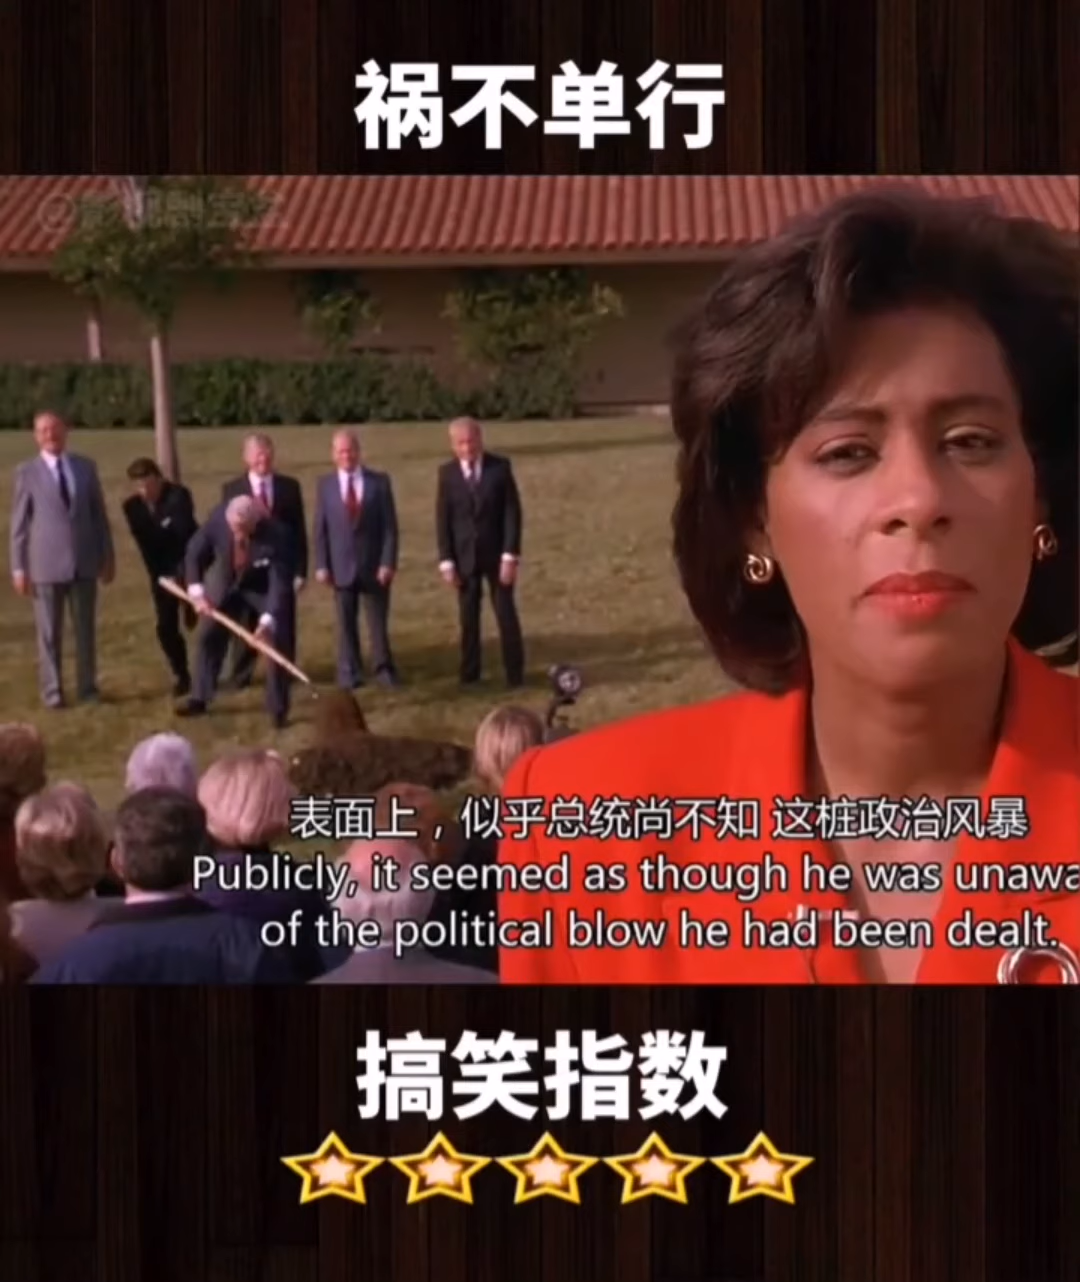 祸不单行
表面上，似乎总统尚不知 这桩政治风暴
Publicly, it seemed as though he was unawa
of the political blow he had been dealt.
搞笑指数